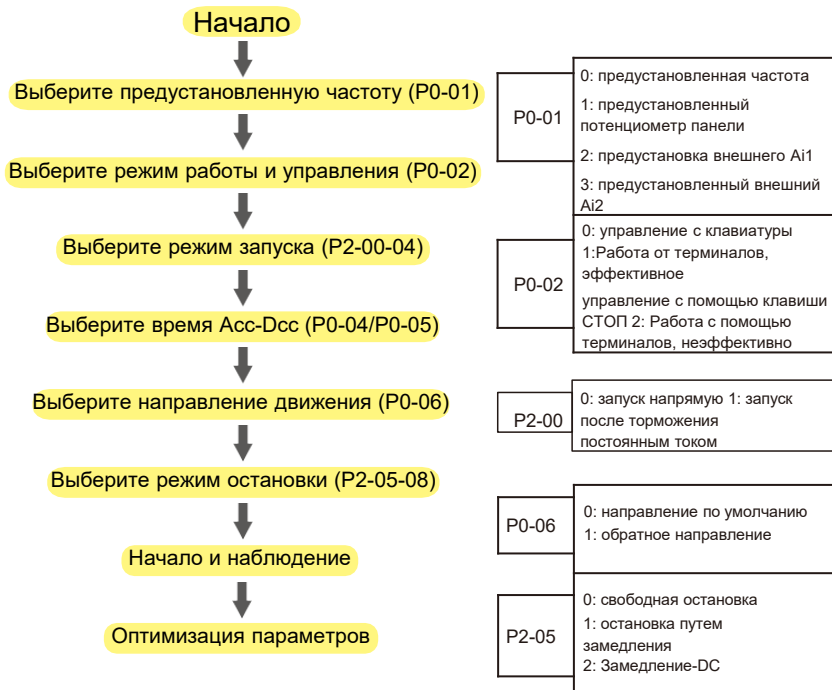 Начало
Выберите предустановленную частоту (P0-01)
Выберите режим работы и управления (P0-02)
Выберите режим запуска (P2-00-04)
Выберите время Acc-Dcc (P0-04/P0-05)
Выберите направление движения (P0-06)
Выберите режим остановки (P2-05-08)
Начало и наблюдение
Оптимизация параметров
P0-01
0: предустановленная частота
1: предустановленный
потенциометр панели
2: предустановка внешнего Ai1
3: предустановленный внешний
Ai2
P0-02
0: управление с клавиатуры
1:Работа от терминалов,
эффективное
управление с помощью клавиши
СТОП 2: Работа с помощью
терминалов, неэффективно
P2-00
0: запуск напрямую 1: запуск
после торможения
постоянным током
P0-06
0: направление по умолчанию
1: обратное направление
P2-05
0: свободная остановка
1: остановка путем
замедления
2: Замедление-DC